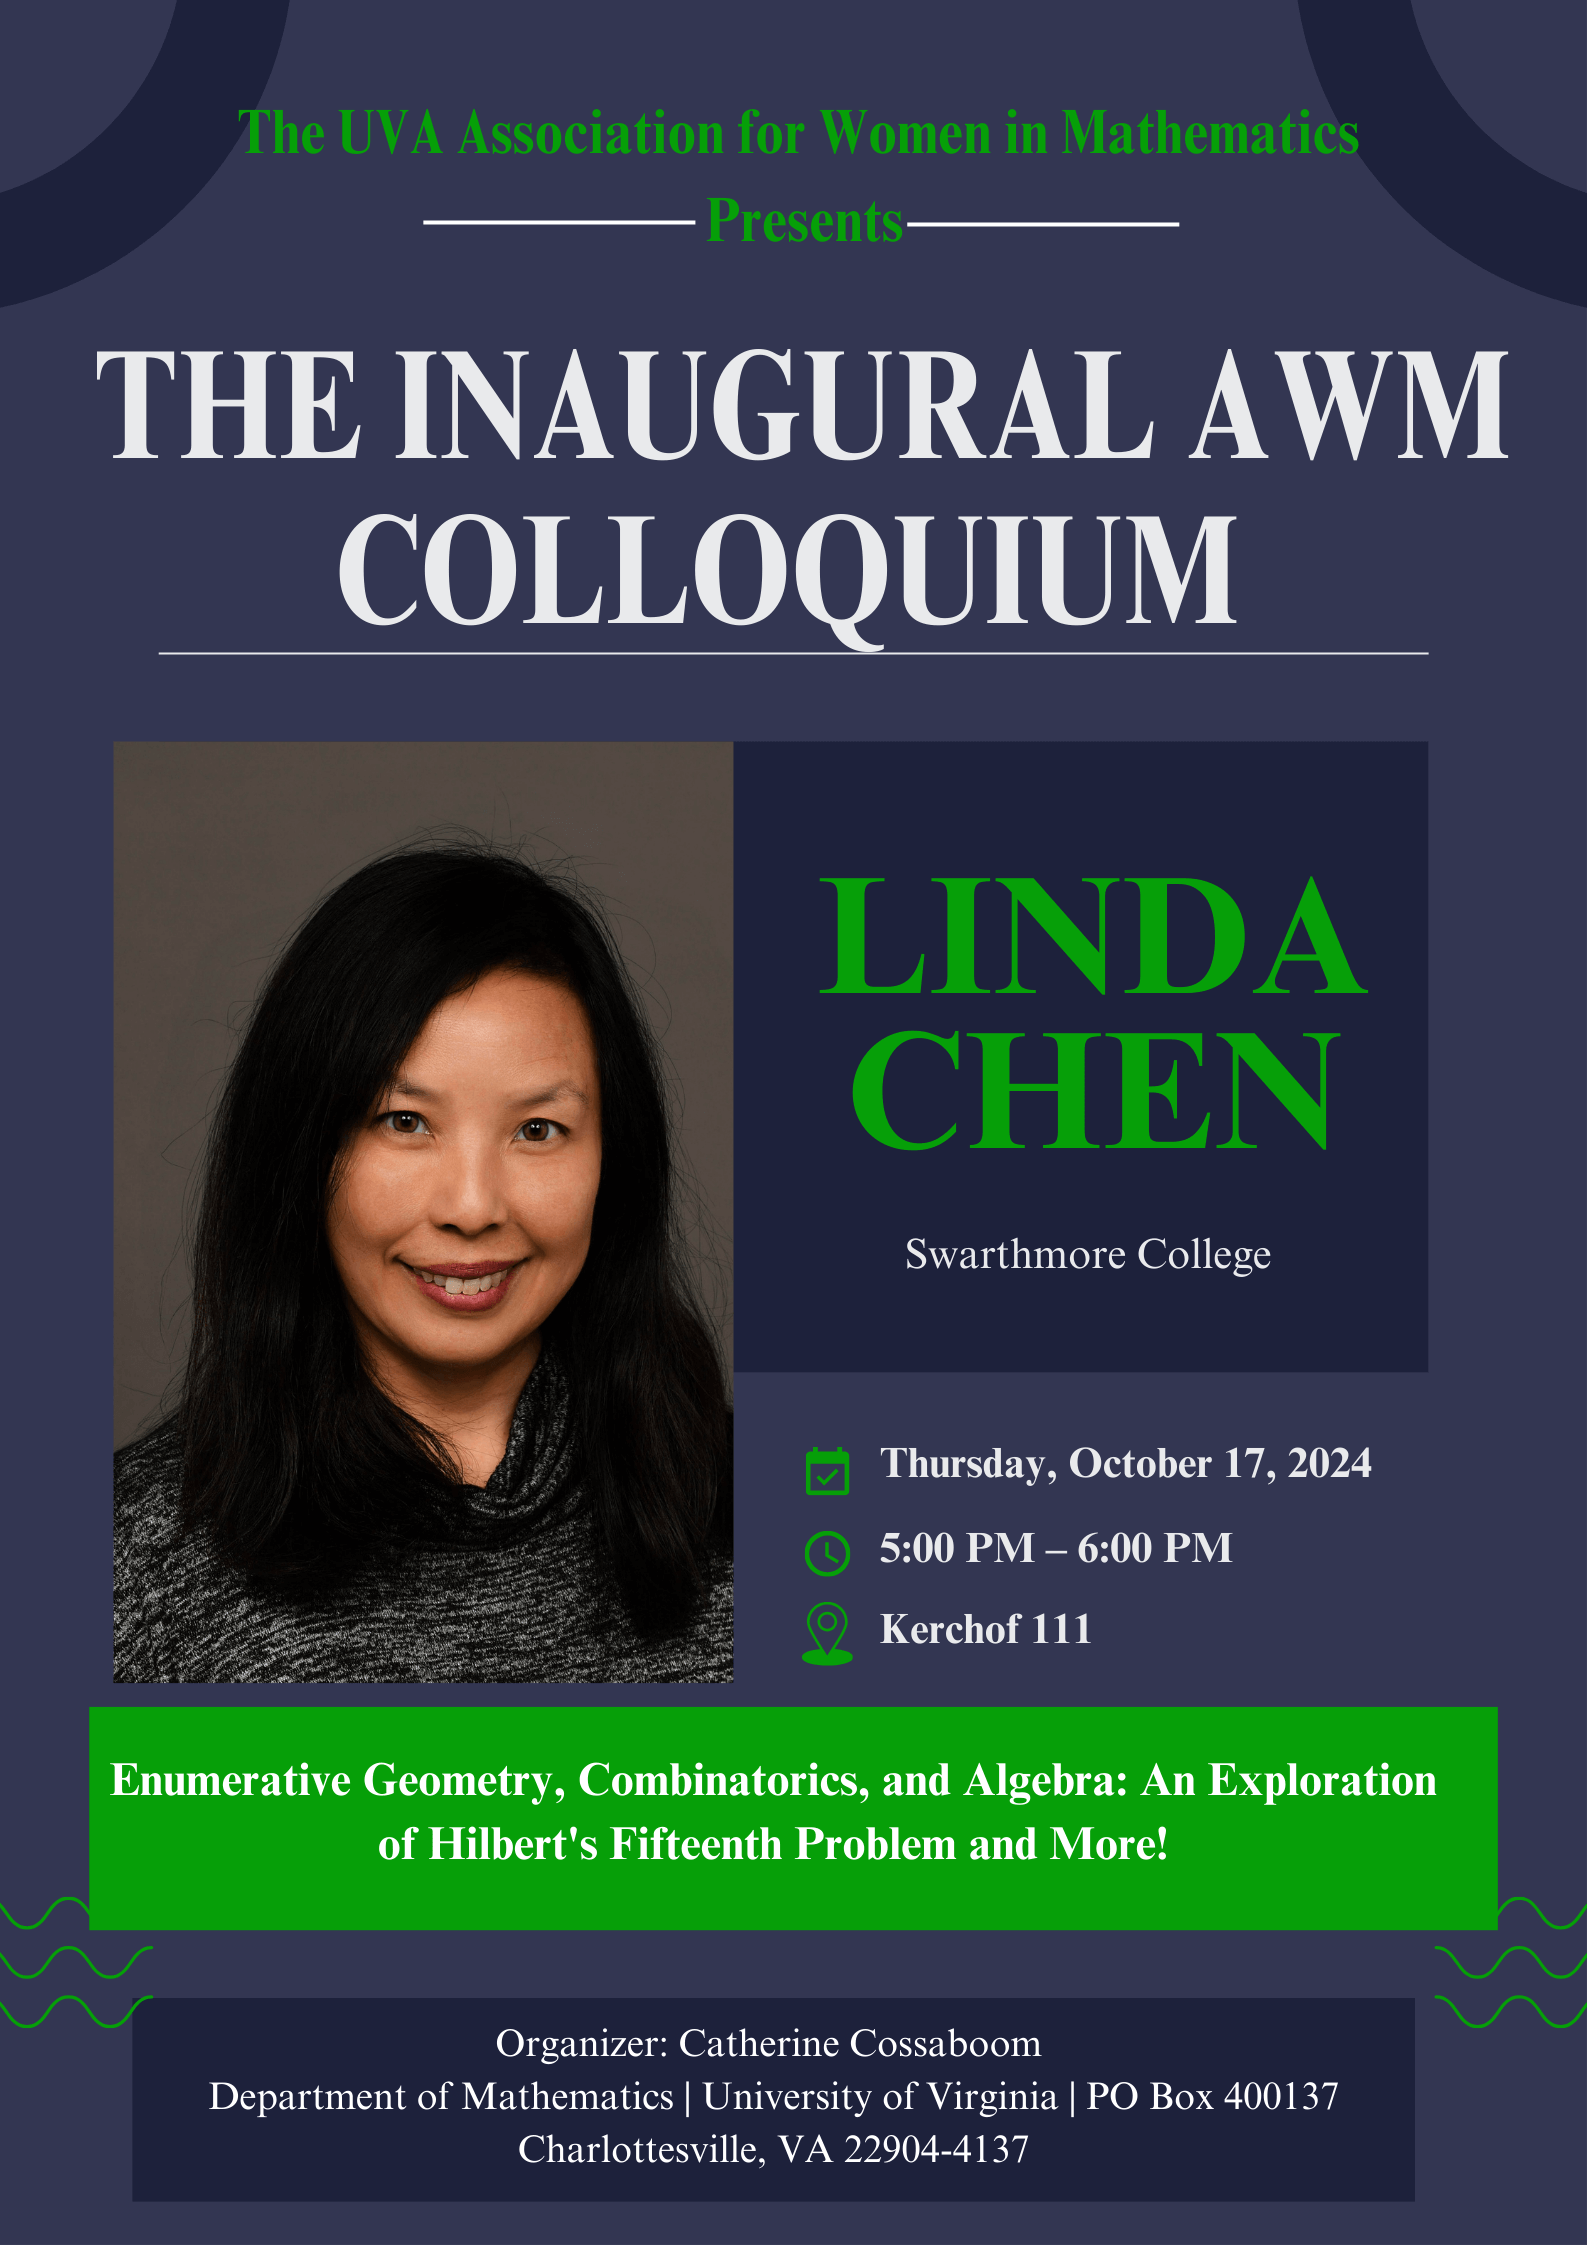 The UVA Association for Women in Mathematics
Presents
THE INAUGURAL AWM
COLLOQUIUM
LINDA
CHEN
Swarthmore College
Thursday, October 17, 2024
5:00 PM – 6:00 PM
Kerchof 111
Enumerative Geometry, Combinatorics, and Algebra: An Exploration
of Hilbert's Fifteenth Problem and More!
Organizer: Catherine Cossaboom
Department of Mathematics | University of Virginia | PO Box 400137
Charlottesville, VA 22904-4137